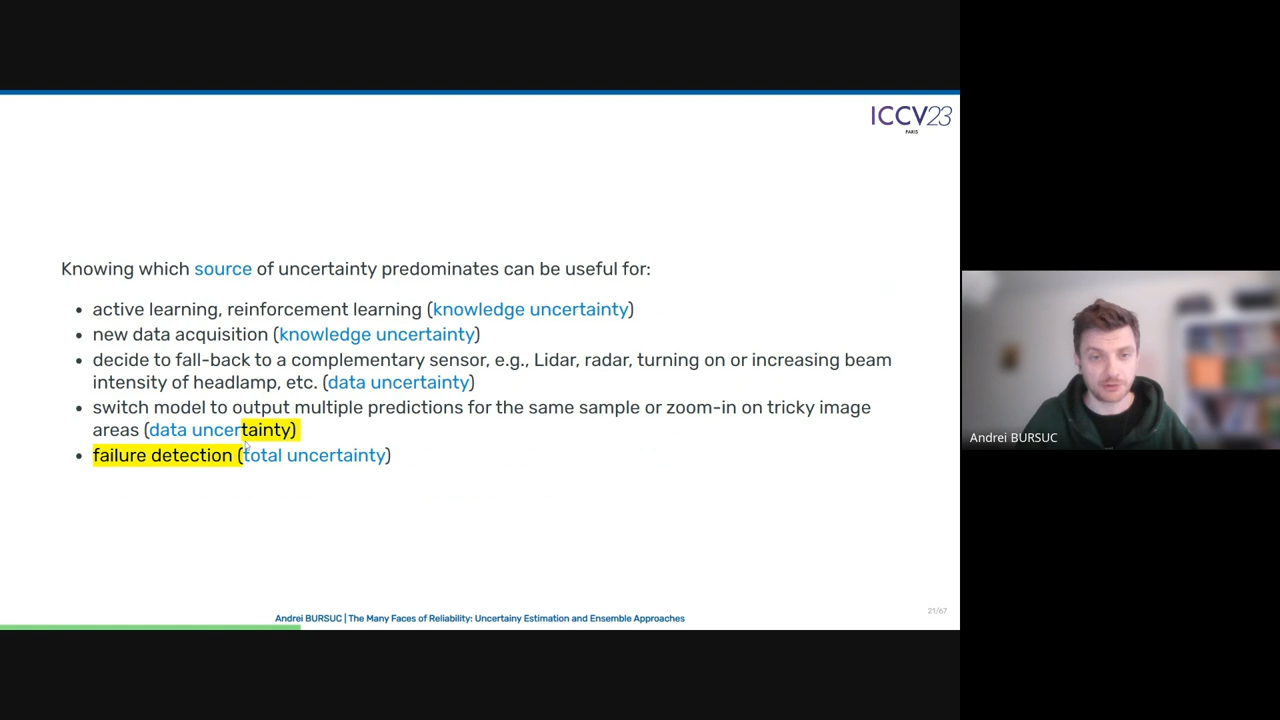 ICCV23
PARIS
Knowing which source of uncertainty predominates can be useful for:
• active learning, reinforcement learning (knowledge uncertainty)
• new data acquisition (knowledge uncertainty)
• decide to fall-back to a complementary sensor, e.g., Lidar, radar, turning on or increasing beam
intensity of headlamp, etc. (data uncertainty)
• switch model to output multiple predictions for the same sample or zoom-in on tricky image
areas (data uncertainty)
• failure detection (total uncertainty)
Andrei BURSUC
21/67
Andrei BURSUC | The Many Faces of Reliability: Uncertainy Estimation and Ensemble Approaches